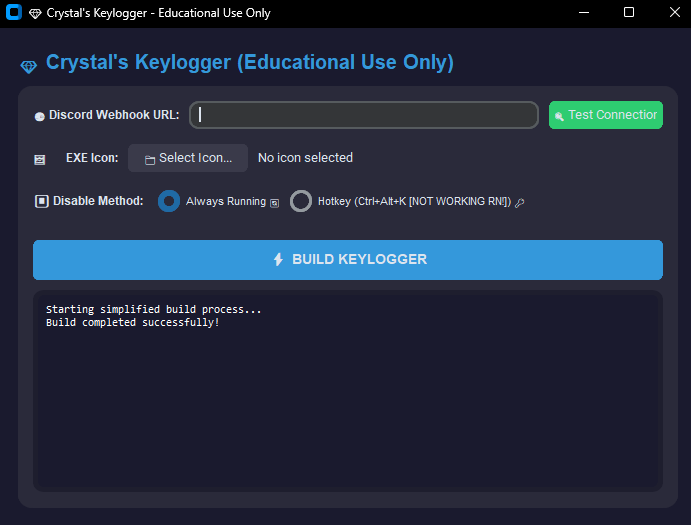 Crystal's Keylogger - Educational Use Only
Crystal's Keylogger (Educational Use Only)
Discord Webhook URL:
Test Connection
EXE Icon:
Select Icon...
No icon selected
Disable Method:
Always Running
Hotkey (Ctrl+Alt+K [NOT WORKING RN!])
BUILD KEYLOGGER
Starting simplified build process...
Build completed successfully!